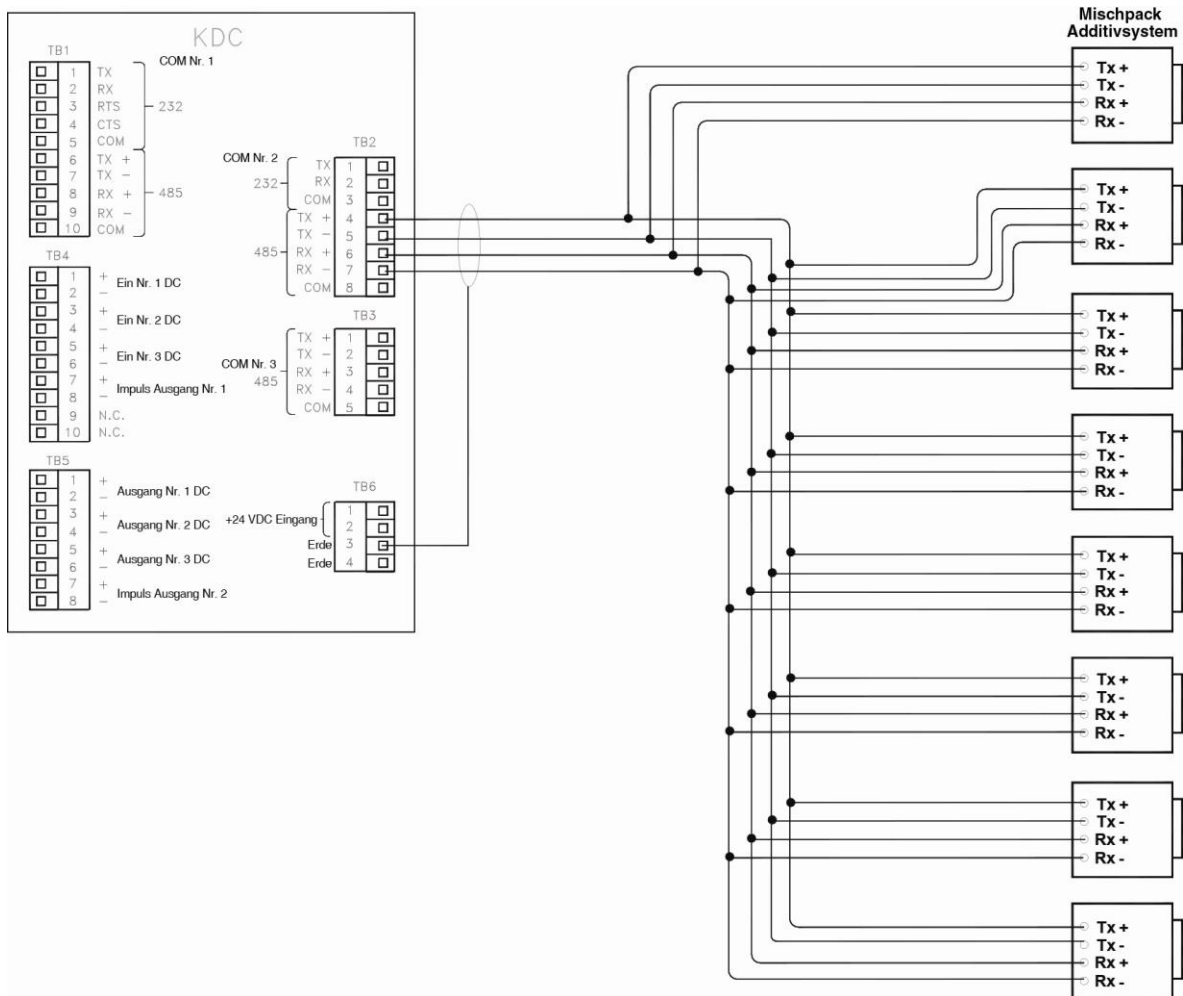 KDC
TB1
COM Nr. 1
1 TX
2 RX
3 RTS
4 CTS
5 COM
232
6 TX +
7 TX -
8 RX +
9 RX -
10 COM
485
TB4
1 +
2 -
Ein Nr. 1 DC
3 +
4 -
Ein Nr. 2 DC
5 +
6 -
Ein Nr. 3 DC
7 +
8 -
Impuls Ausgang Nr. 1
9 N.C.
10 N.C.
TB5
1 +
2 -
Ausgang Nr. 1 DC
3 +
4 -
Ausgang Nr. 2 DC
5 +
6 -
Ausgang Nr. 3 DC
7 +
8 -
Impuls Ausgang Nr. 2
TB2
COM Nr. 2
232
TX 1
RX 2
COM 3
485
TX + 4
TX - 5
RX + 6
RX - 7
COM 8
TB3
COM Nr. 3
485
TX + 1
TX - 2
RX + 3
RX - 4
COM 5
TB6
+24 VDC Eingang
1
2
Erde 3
Erde 4
Mischpack
Additivsystem
Tx +
Tx -
Rx +
Rx -
Tx +
Tx -
Rx +
Rx -
Tx +
Tx -
Rx +
Rx -
Tx +
Tx -
Rx +
Rx -
Tx +
Tx -
Rx +
Rx -
Tx +
Tx -
Rx +
Rx -
Tx +
Tx -
Rx +
Rx -
Tx +
Tx -
Rx +
Rx -